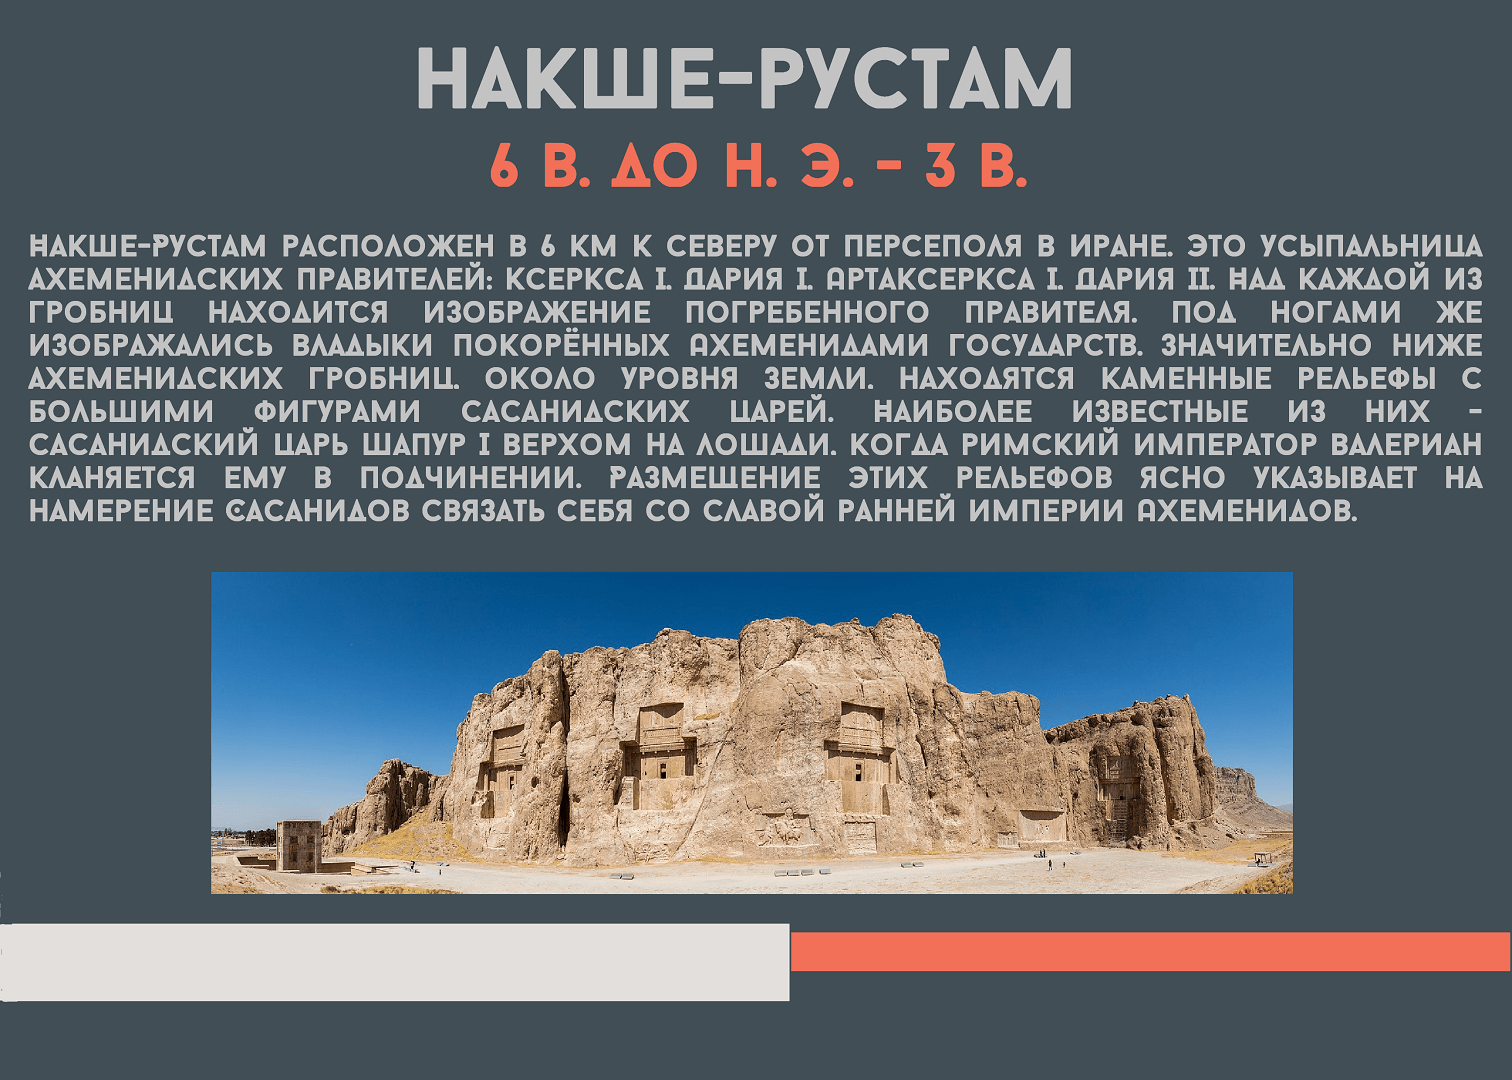 НАКШЕ-РУСТАМ
6 В. ДО Н. Э. - 3 В.
НАКШЕ-РУСТАМ РАСПОЛОЖЕН В 6 КМ К СЕВЕРУ ОТ ПЕРСЕПОЛЯ В ИРАНЕ. ЭТО УСЫПАЛЬНИЦА
АХЕМЕНИДСКИХ ПРАВИТЕЛЕЙ: КСЕРКСА I. ДАРИЯ I. АРТАКСЕРКСА I. ДАРИЯ II. НАД КАЖДОЙ ИЗ
ГРОБНИЦ НАХОДИТСЯ ИЗОБРАЖЕНИЕ ПОГРЕБЕННОГО ПРАВИТЕЛЯ. ПОД НОГАМИ ЖЕ
ИЗОБРАЖАЛИСЬ ВЛАДЫКИ ПОКОРЁННЫХ АХЕМЕНИДАМИ ГОСУДАРСТВ. ЗНАЧИТЕЛЬНО НИЖЕ
АХЕМЕНИДСКИХ ГРОБНИЦ. ОКОЛО УРОВНЯ ЗЕМЛИ. НАХОДЯТСЯ КАМЕННЫЕ РЕЛЬЕФЫ С
БОЛЬШИМИ ФИГУРАМИ САСАНИДСКИХ ЦАРЕЙ. НАИБОЛЕЕ ИЗВЕСТНЫЕ ИЗ НИХ -
САСАНИДСКИЙ ЦАРЬ ШАПУР I ВЕРХОМ НА ЛОШАДИ. КОГДА РИМСКИЙ ИМПЕРАТОР ВАЛЕРИАН
КЛАНЯЕТСЯ ЕМУ В ПОДЧИНЕНИИ. РАЗМЕЩЕНИЕ ЭТИХ РЕЛЬЕФОВ ЯСНО УКАЗЫВАЕТ НА
НАМЕРЕНИЕ САСАНИДОВ СВЯЗАТЬ СЕБЯ СО СЛАВОЙ РАННЕЙ ИМПЕРИИ АХЕМЕНИДОВ.